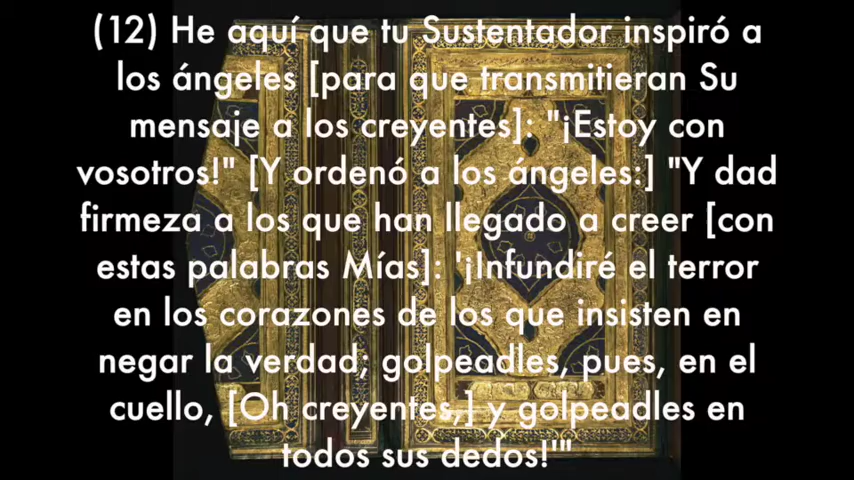 (12) He aquí que tu Sustentador inspiró a
los ángeles [para que transmitieran Su
mensaje a los creyentes]: "¡Estoy con
vosotros!" [Y ordenó a los ángeles:] "Y dad
firmeza a los que han llegado a creer [con
estas palabras Mías]: '¡Infundiré el terror
en los corazones de los que insisten en
negar la verdad; golpeadles, pues, en el
cuello, [Oh creyentes,] y golpeadles en
todos sus dedos!'"